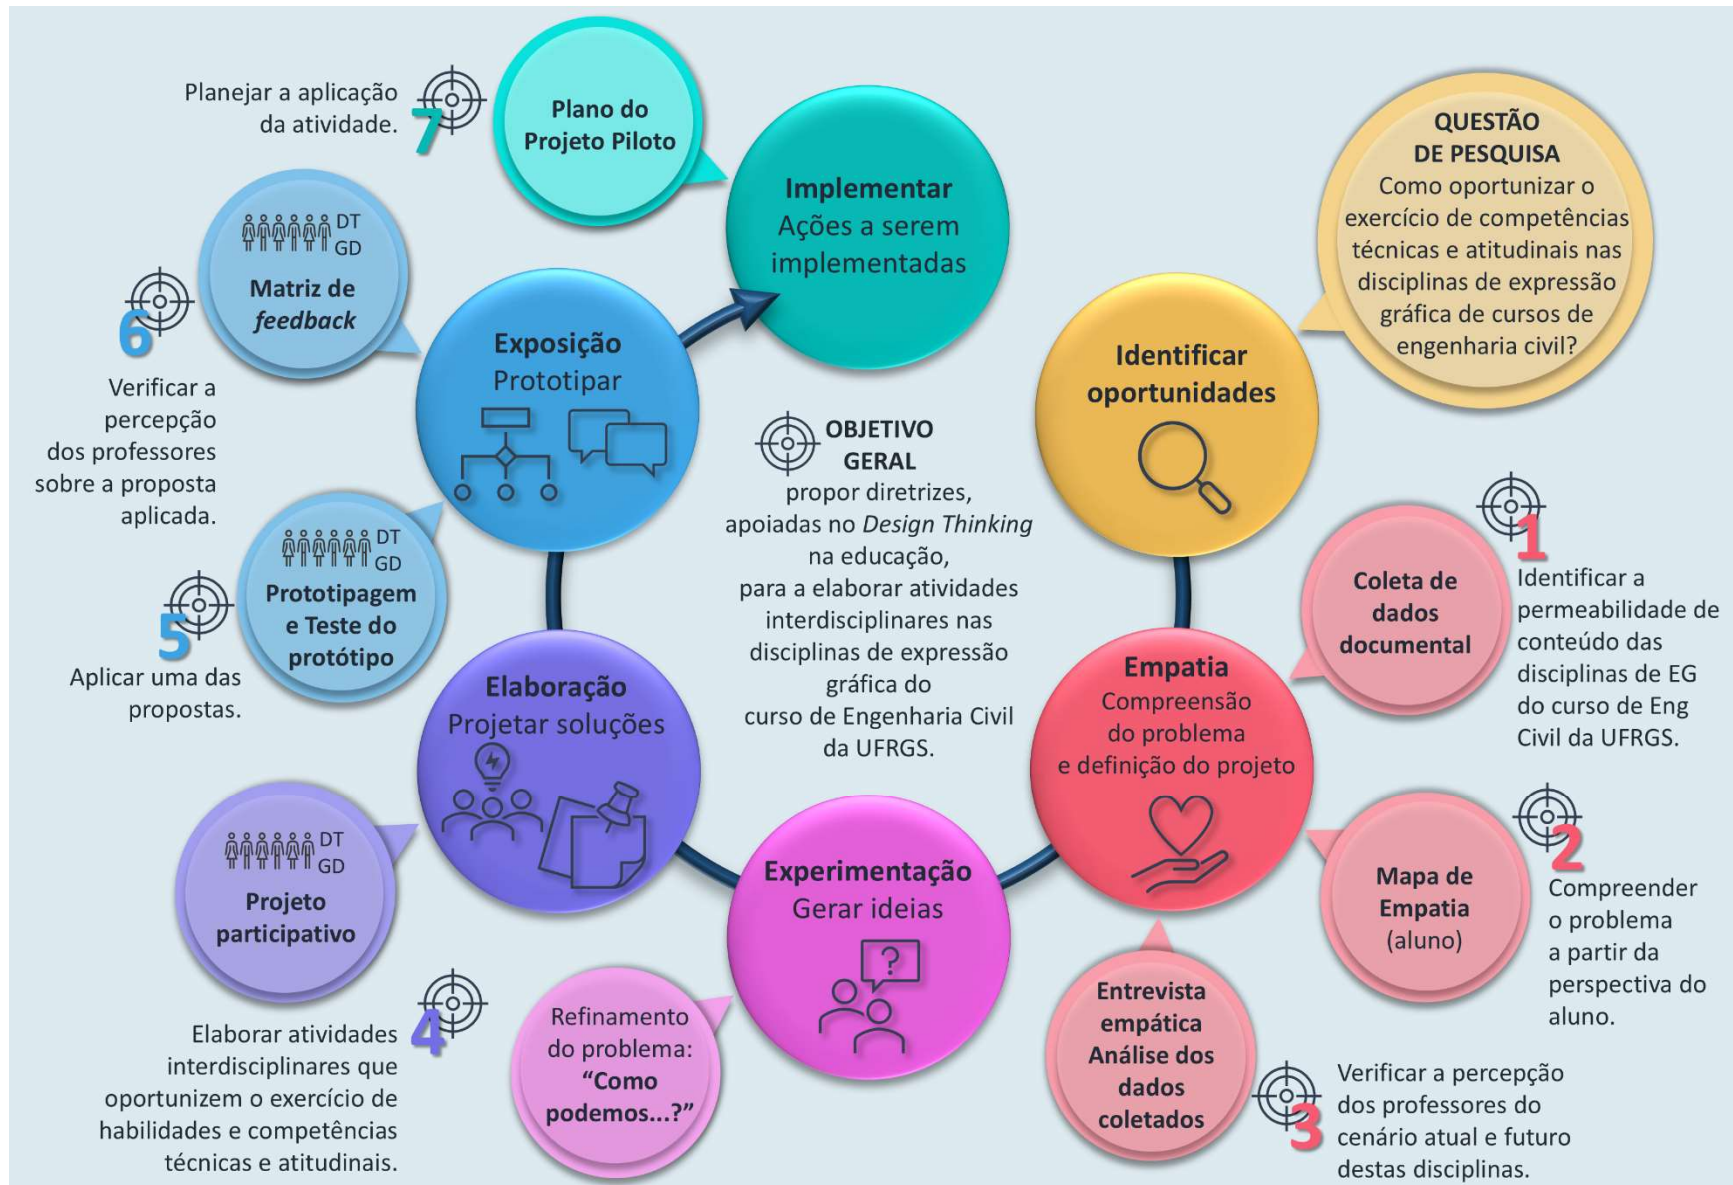 QUESTÃO
DE PESQUISA
Como oportunizar o
exercício de competências
técnicas e atitudinais nas
disciplinas de expressão
gráfica de cursos de
engenharia civil?
Identificar
oportunidades
1
Coleta de
dados
documental
Identificar a
permeabilidade de
conteúdo das
disciplinas de EG
do curso de Eng
Civil da UFRGS.
Empatia
Compreensão
do problema
e definição do projeto
2
Mapa de
Empatia
(aluno)
Compreender
o problema
a partir da
perspectiva do
aluno.
Entrevista
empática
Análise dos
dados
coletados
3
Verificar a percepção
dos professores do
cenário atual e futuro
destas disciplinas.
Experimentação
Gerar ideias
?
Refinamento
do problema:
“Como
podemos...?”
Elaboração
Projetar soluções
DT
GD
Projeto
participativo
4
Elaborar atividades
interdisciplinares que
oportunizem o exercício de
habilidades e competências
técnicas e atitudinais.
Exposição
Prototipar
DT
GD
Prototipagem
e Teste do
protótipo
5
Aplicar uma das
propostas.
DT
GD
Matriz de
feedback
6
Verificar a
percepção
dos professores
sobre a proposta
aplicada.
Implementar
Ações a serem
implementadas
Plano do
Projeto Piloto
7
Planejar a aplicação
da atividade.
OBJETIVO
GERAL
propor diretrizes,
apoiadas no Design Thinking
na educação,
para a elaborar atividades
interdisciplinares nas
disciplinas de expressão
gráfica do
curso de Engenharia Civil
da UFRGS.